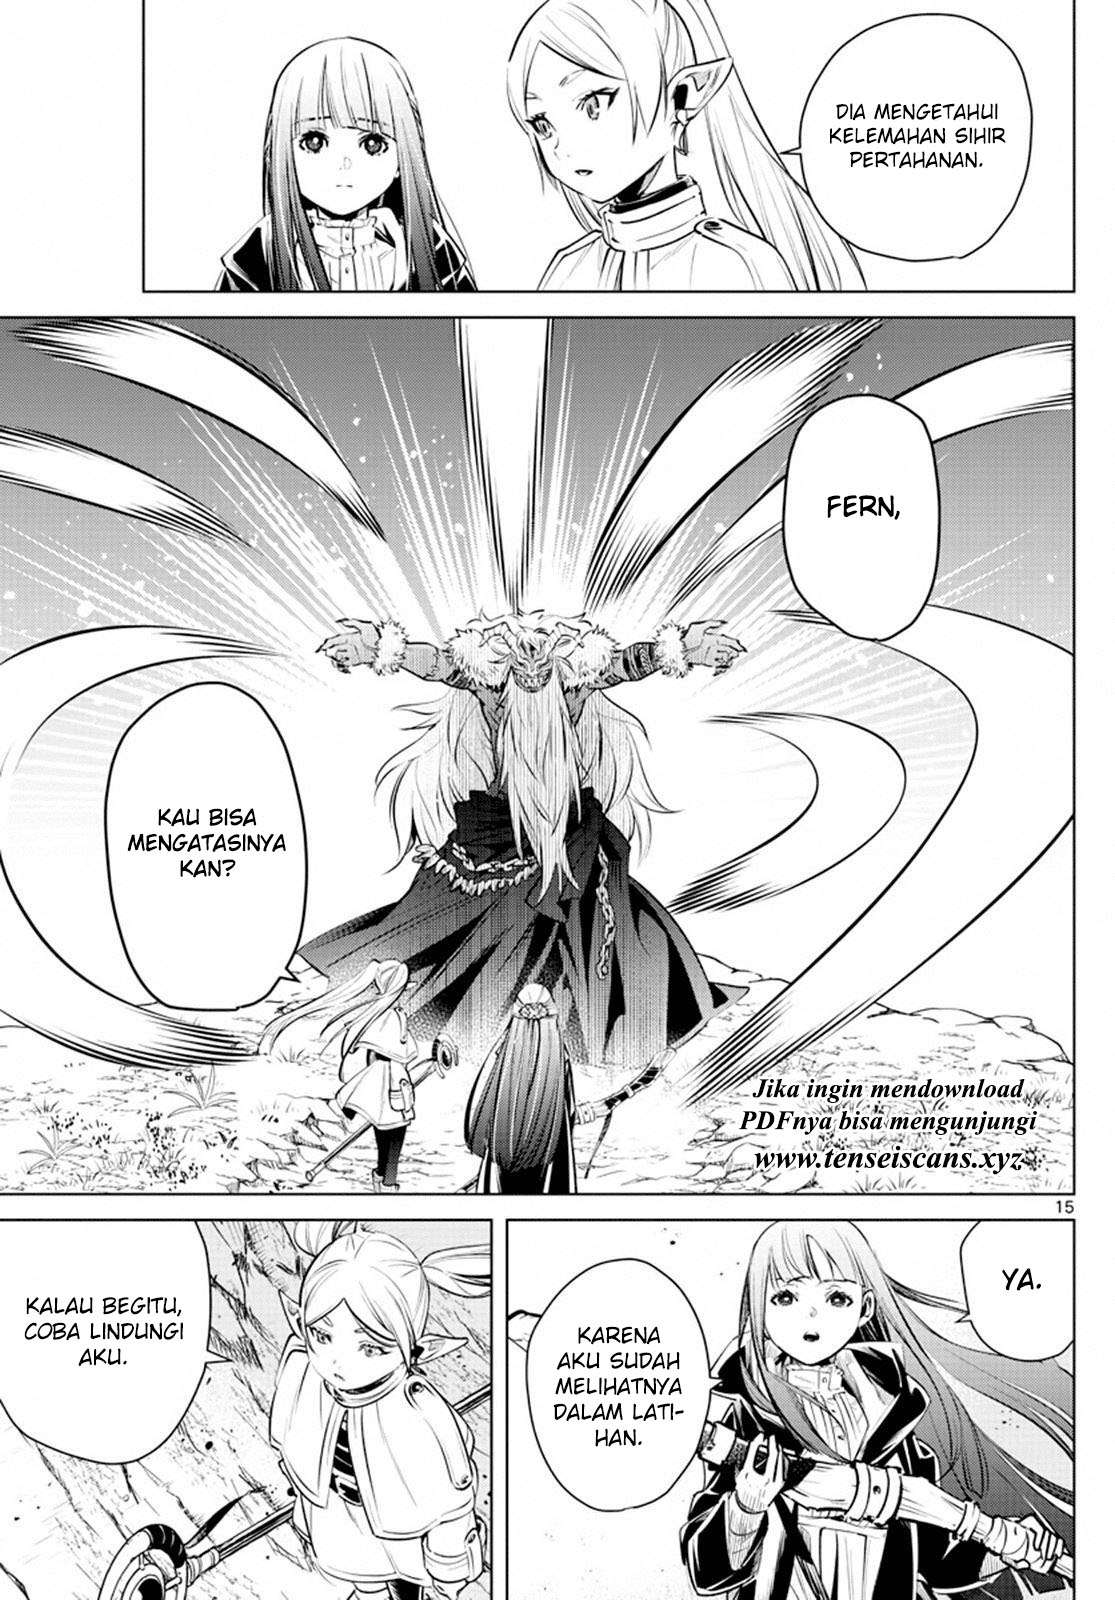 DIA MENGETAHUI
KELEMAHAN SIHIR
PERTAHANAN.
FERN,
KAU BISA
MENGATASINYA
KAN?
Jika ingin mendownload
PDFnya bisa mengunjungi
www.tenseiscans.xyz
15
YA.
KARENA
AKU SUDAH
MELIHATNYA
DALAM LATI-
HAN.
KALAU BEGITU,
COBA LINDUNGI
AKU.